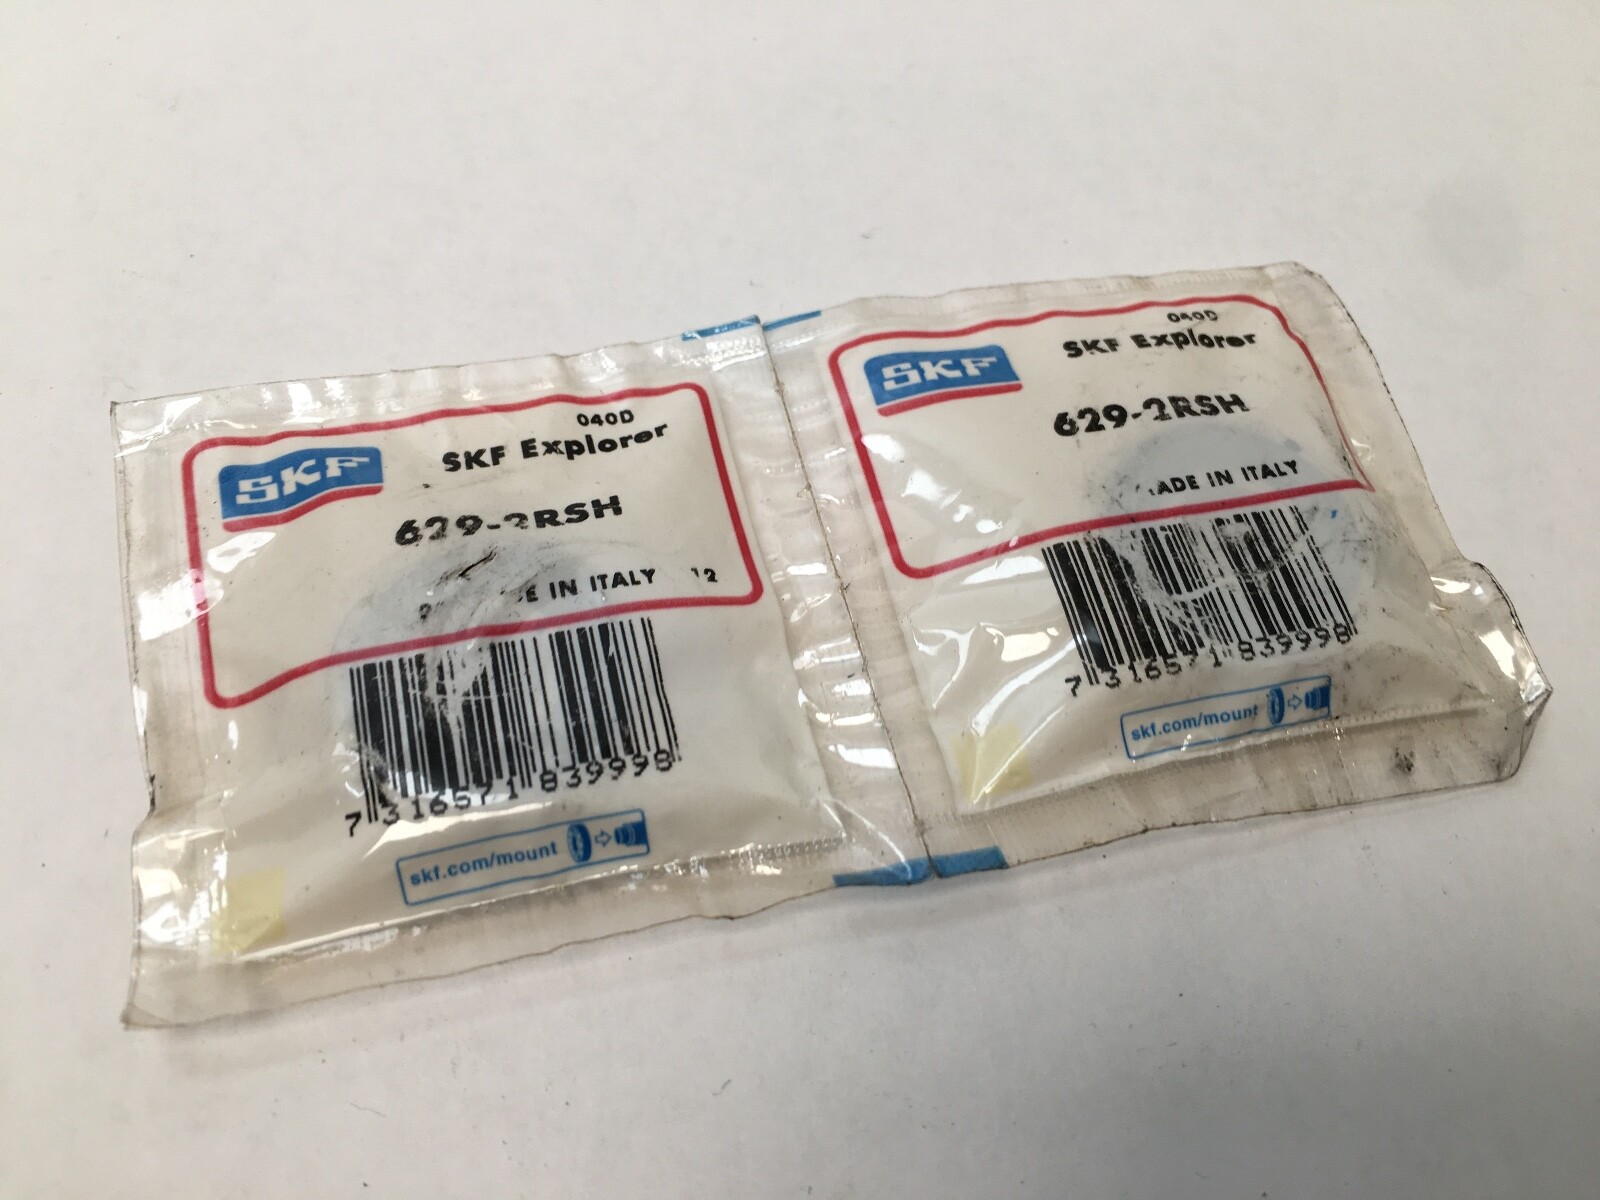 SKF
040D
SKF Explorer
629-2RSH
IN ITALY
12
7 316571 839998
skf.com/mount
SKF
040D
SKF Explorer
629-2RSH
IN ITALY
7 316571 839998
skf.com/mount